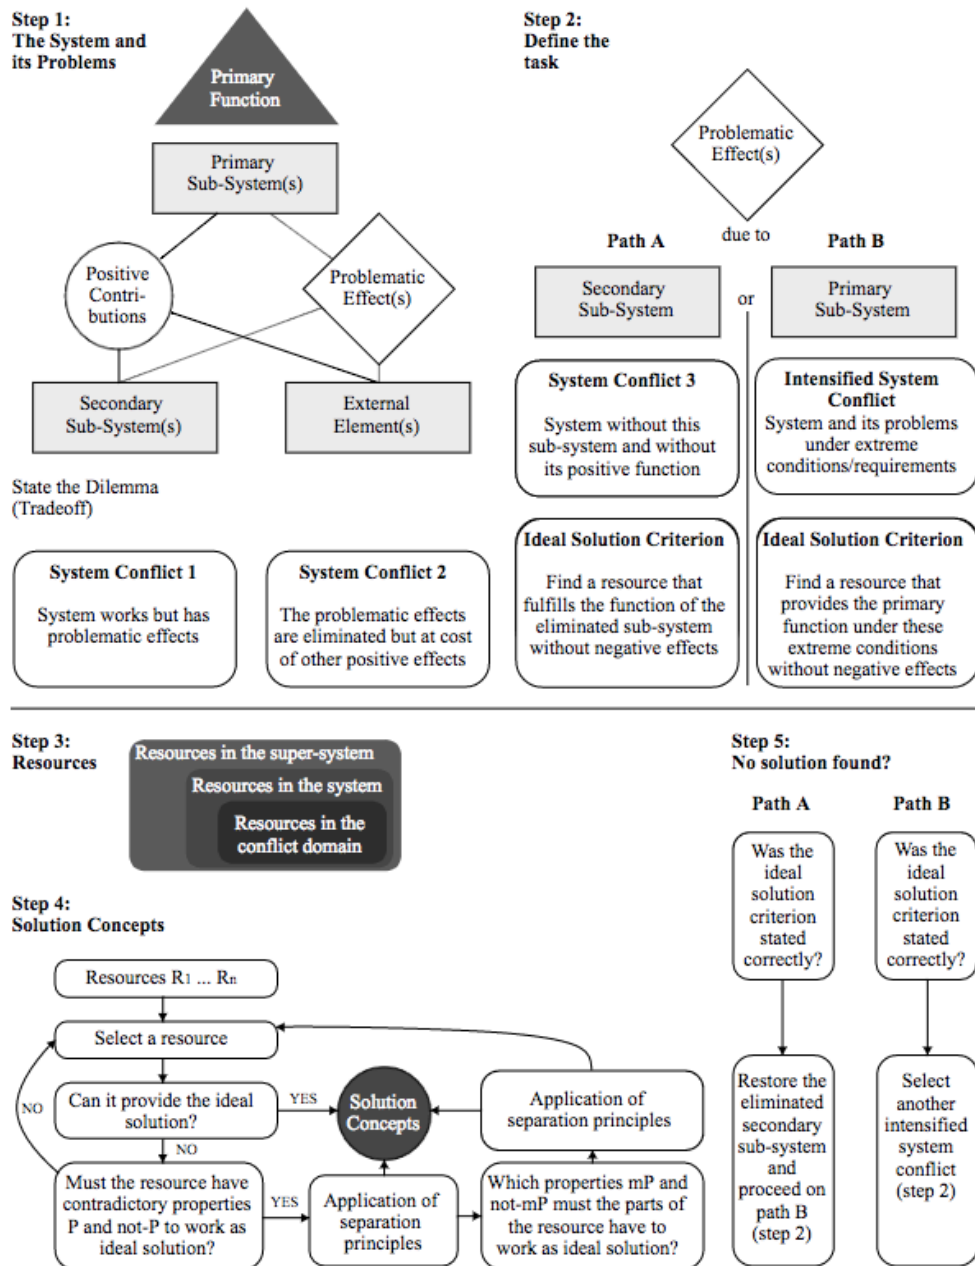 Step 1:
The System and
its Problems
Primary
Function
Primary
Sub-System(s)
Positive
Contri-
butions
Problematic
Effect(s)
Secondary
Sub-System(s)
External
Element(s)
State the Dilemma
(Tradeoff)
System Conflict 1
System works but has
problematic effects
System Conflict 2
The problematic effects
are eliminated but at cost
of other positive effects
Step 2:
Define the
task
Problematic
Effect(s)
due to
Path A
Path B
Secondary
Sub-System
or
Primary
Sub-System
System Conflict 3
System without this
sub-system and without
its positive function
Intensified System
Conflict
System and its problems
under extreme
conditions/requirements
Ideal Solution Criterion
Find a resource that
fulfills the function of the
eliminated sub-system
without negative effects
Ideal Solution Criterion
Find a resource that
provides the primary
function under these
extreme conditions
without negative effects
Step 3:
Resources
Resources in the super-system
Resources in the system
Resources in the
conflict domain
Step 4:
Solution Concepts
Resources R1 ... Rn
Select a resource
Can it provide the ideal
solution?
YES
NO
NO
Must the resource have
contradictory properties
P and not-P to work as
ideal solution?
YES
Solution
Concepts
Application of
separation
principles
Which properties mP and
not-mP must the parts of
the resource have to
work as ideal solution?
Application of
separation principles
Step 5:
No solution found?
Path A
Was the
ideal
solution
criterion
stated
correctly?
Restore the
eliminated
secondary
sub-system
and
proceed on
path B
(step 2)
Path B
Was the
ideal
solution
criterion
stated
correctly?
Select
another
intensified
system
conflict
(step 2)